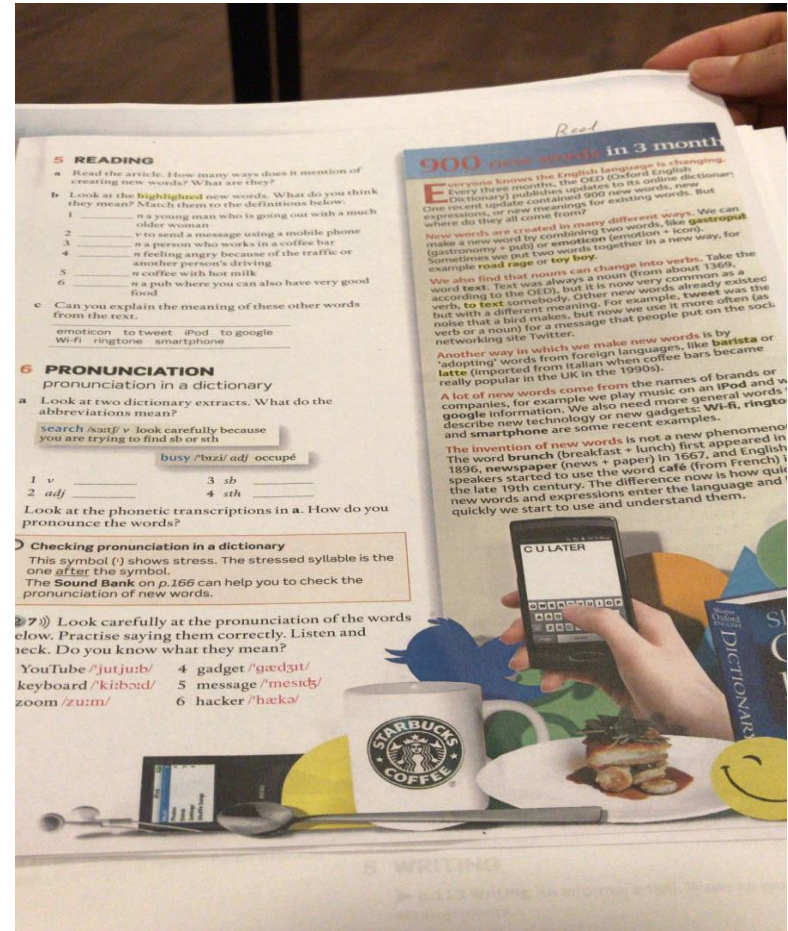 Read
5 READING
a Read the article. How many ways does it mention of
creating new words? What are they?
b Look at the highlighted new words. What do you think
they mean? Match them to the definitions below.
1 ________ n a young man who is going out with a much
older woman
2 ________ v to send a message using a mobile phone
3 ________ n a person who works in a coffee bar
4 ________ n feeling angry because of the traffic or
another person's driving
5 ________ n coffee with hot milk
6 ________ n a pub where you can also have very good
food
c Can you explain the meaning of these other words
from the text.
emoticon to tweet iPod to google
Wi-fi ringtone smartphone
6 PRONUNCIATION
pronunciation in a dictionary
a Look at two dictionary extracts. What do the
abbreviations mean?
search /sɜːtʃ/ v look carefully because
you are trying to find sb or sth
busy /ˈbɪzi/ adj occupé
1 v ________ 3 sb ________
2 adj ________ 4 sth ________
Look at the phonetic transcriptions in a. How do you
pronounce the words?
Checking pronunciation in a dictionary
This symbol (ˈ) shows stress. The stressed syllable is the
one after the symbol.
The Sound Bank on p.166 can help you to check the
pronunciation of new words.
2 7)) Look carefully at the pronunciation of the words
elow. Practise saying them correctly. Listen and
heck. Do you know what they mean?
YouTube /ˈjutjuːb/ 4 gadget /ˈɡædʒɪt/
keyboard /ˈkiːbɔːd/ 5 message /ˈmesɪdʒ/
zoom /zuːm/ 6 hacker /ˈhækə/
900 new words in 3 month
Everyone knows the English language is changing.
Every three months, the OED (Oxford English
Dictionary) publishes updates to its online dictionar
One recent update contained 900 new words, new
expressions, or new meanings for existing words. But
where do they all come from?
New words are created in many different ways. We can
make a new word by combining two words, like gastropub
(gastronomy + pub) or emoticon (emotion + icon).
Sometimes we put two words together in a new way, for
example road rage or toy boy.
We also find that nouns can change into verbs. Take the
word text. Text was always a noun (from about 1369,
according to the OED), but it is now very common as a
verb, to text somebody. Other new words already existed
but with a different meaning. For example, tweet was the
noise that a bird makes, but now we use it more often (as
verb or a noun) for a message that people put on the soci
networking site Twitter.
Another way in which we make new words is by
'adopting' words from foreign languages, like barista or
latte (imported from Italian when coffee bars became
really popular in the UK in the 1990s).
A lot of new words come from the names of brands or
companies, for example we play music on an iPod and w
google information. We also need more general words
describe new technology or new gadgets: Wi-fi, ringto
and smartphone are some recent examples.
The invention of new words is not a new phenomeno
The word brunch (breakfast + lunch) first appeared in
1896, newspaper (news + paper) in 1667, and English
speakers started to use the word café (from French) i
the late 19th century. The difference now is how quic
new words and expressions enter the language and
quickly we start to use and understand them.
C U LATER
Shorter
Oxford
ENGLISH
DICTIONARY
STARBUCKS
COFFEE
5 WRITING